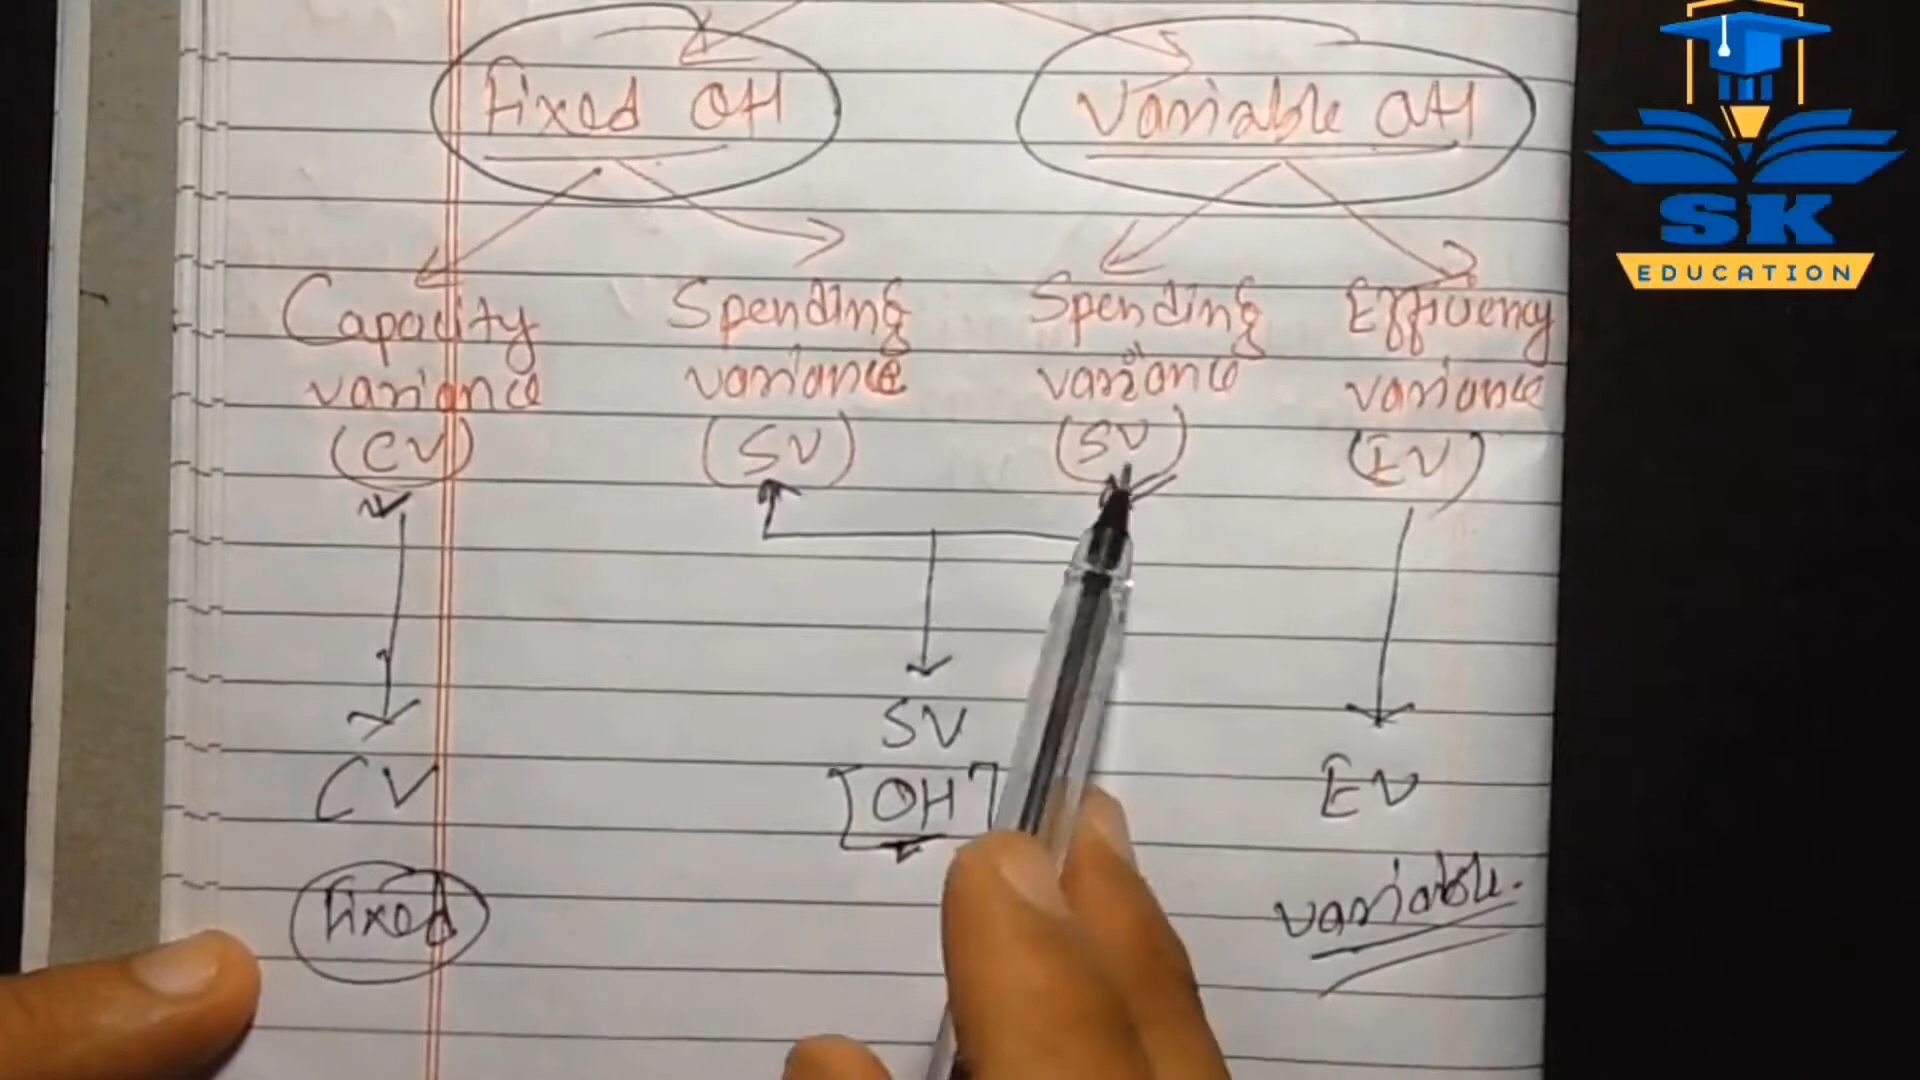 Fixed OH
Variable OH
Capacity
variance
(CV)
Spending
variance
(SV)
Spending
variance
(SV)
Efficiency
variance
(EV)
CV
Fixed
SV
OH
EV
variable.
SK
EDUCATION